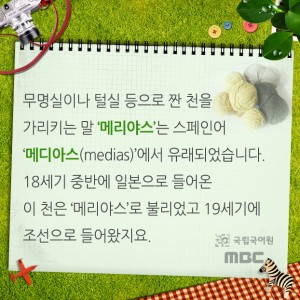 무명실이나 털실 등으로 짠 천을
가리키는 말 '메리야스'는 스페인어
'메디아스(medias)'에서 유래되었습니다.
18세기 중반에 일본으로 들어온
이 천은 '메리야스'로 불리었고 19세기에
조선으로 들어왔지요.
국립국어원
MBC